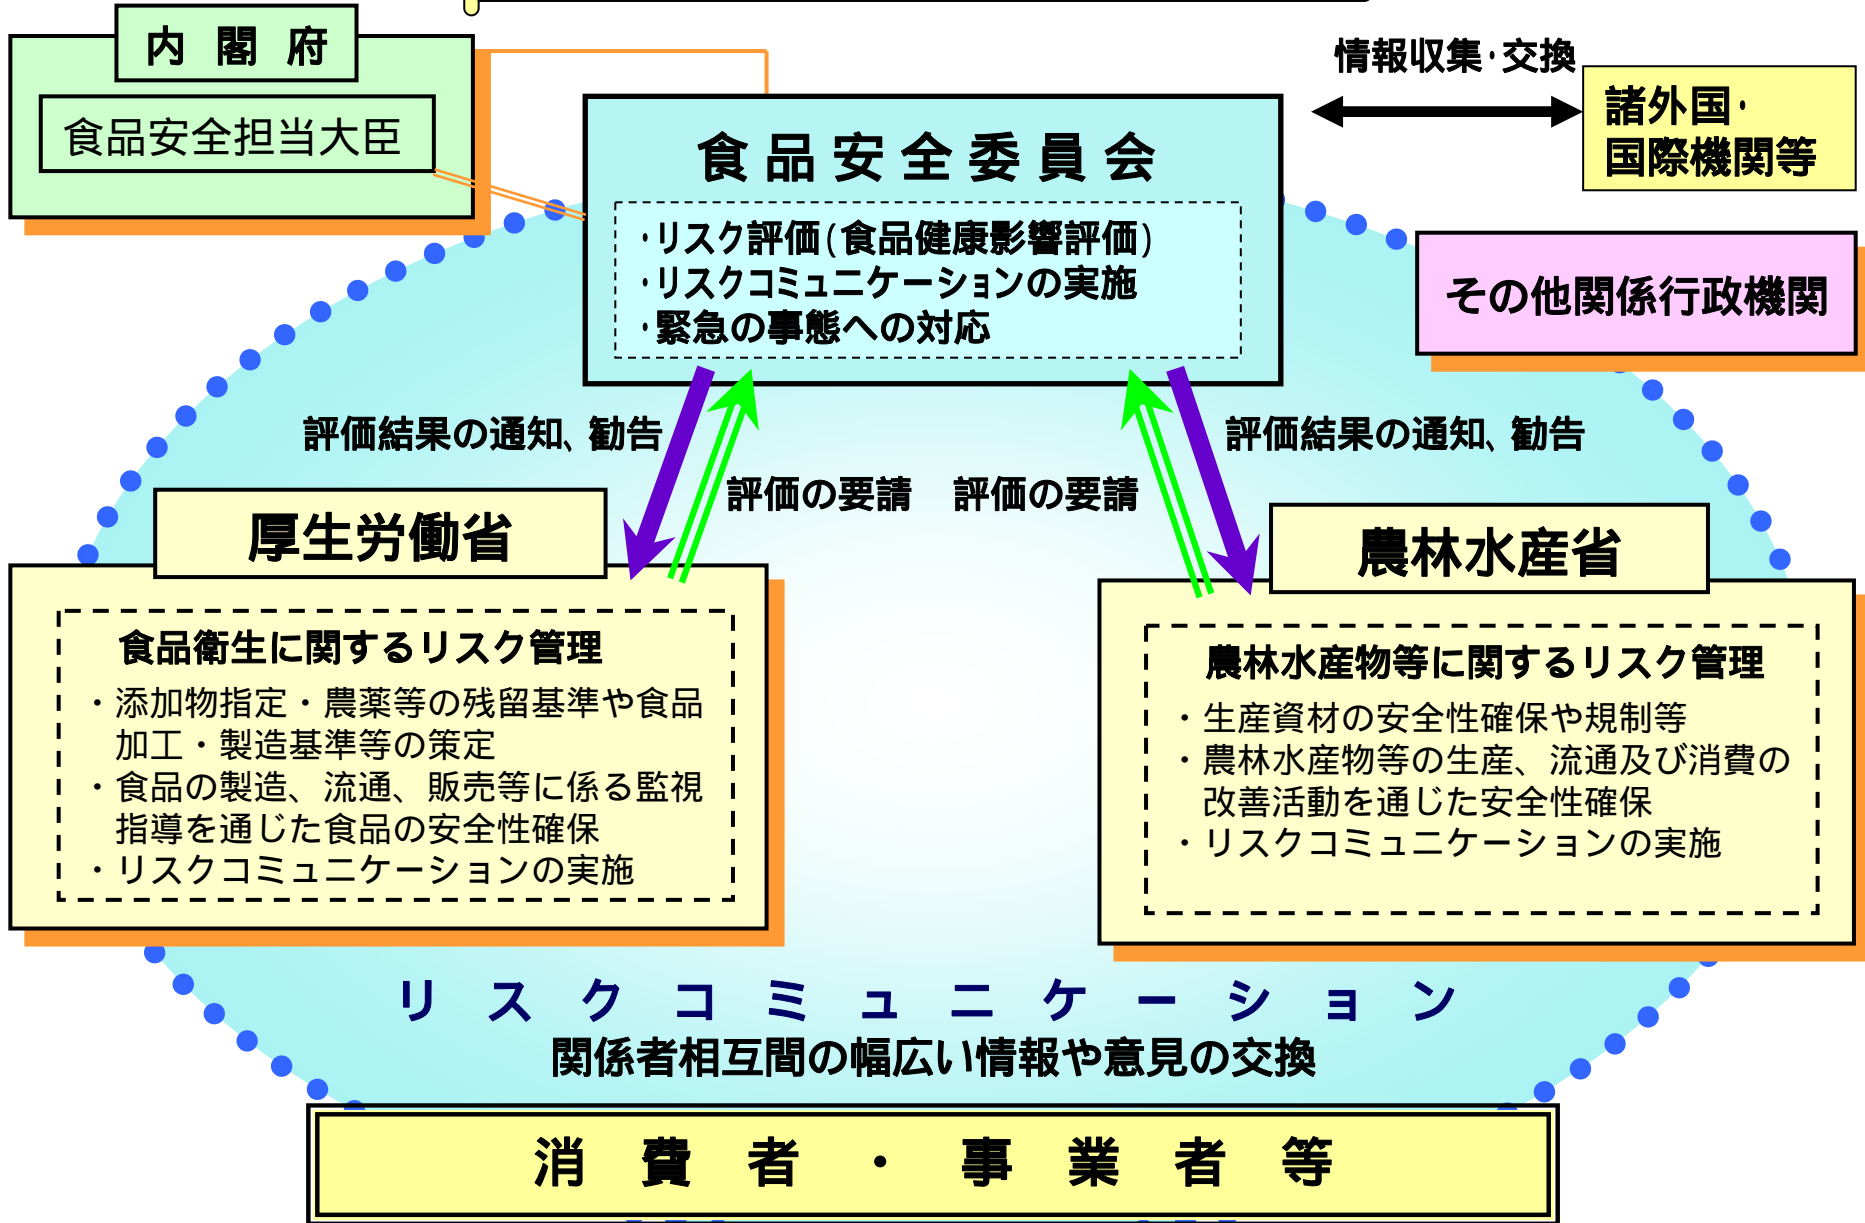 内閣府
食品安全担当大臣
情報収集・交換
諸外国・
国際機関等
食品安全委員会
・リスク評価(食品健康影響評価)
・リスクコミュニケーションの実施
・緊急の事態への対応
その他関係行政機関
評価結果の通知、勧告
評価の要請
評価の要請
評価結果の通知、勧告
厚生労働省
食品衛生に関するリスク管理
・添加物指定・農薬等の残留基準や食品
加工・製造基準等の策定
・食品の製造、流通、販売等に係る監視
指導を通じた食品の安全性確保
・リスクコミュニケーションの実施
農林水産省
農林水産物等に関するリスク管理
・生産資材の安全性確保や規制等
・農林水産物等の生産、流通及び消費の
改善活動を通じた安全性確保
・リスクコミュニケーションの実施
リスクコミュニケーション
関係者相互間の幅広い情報や意見の交換
消費者・事業者等